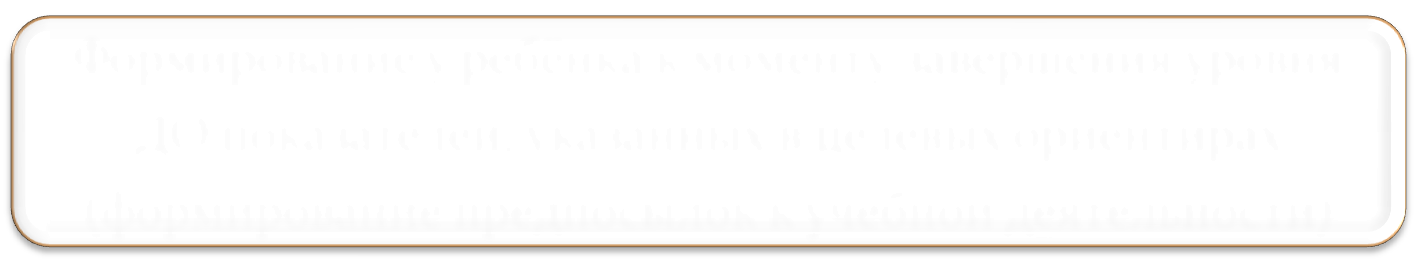 Формирование у ребенка к моменту завершения уровня
ДО показателей, указанных в целевых ориентирах
(формирование предпосылок к учебной деятельности)